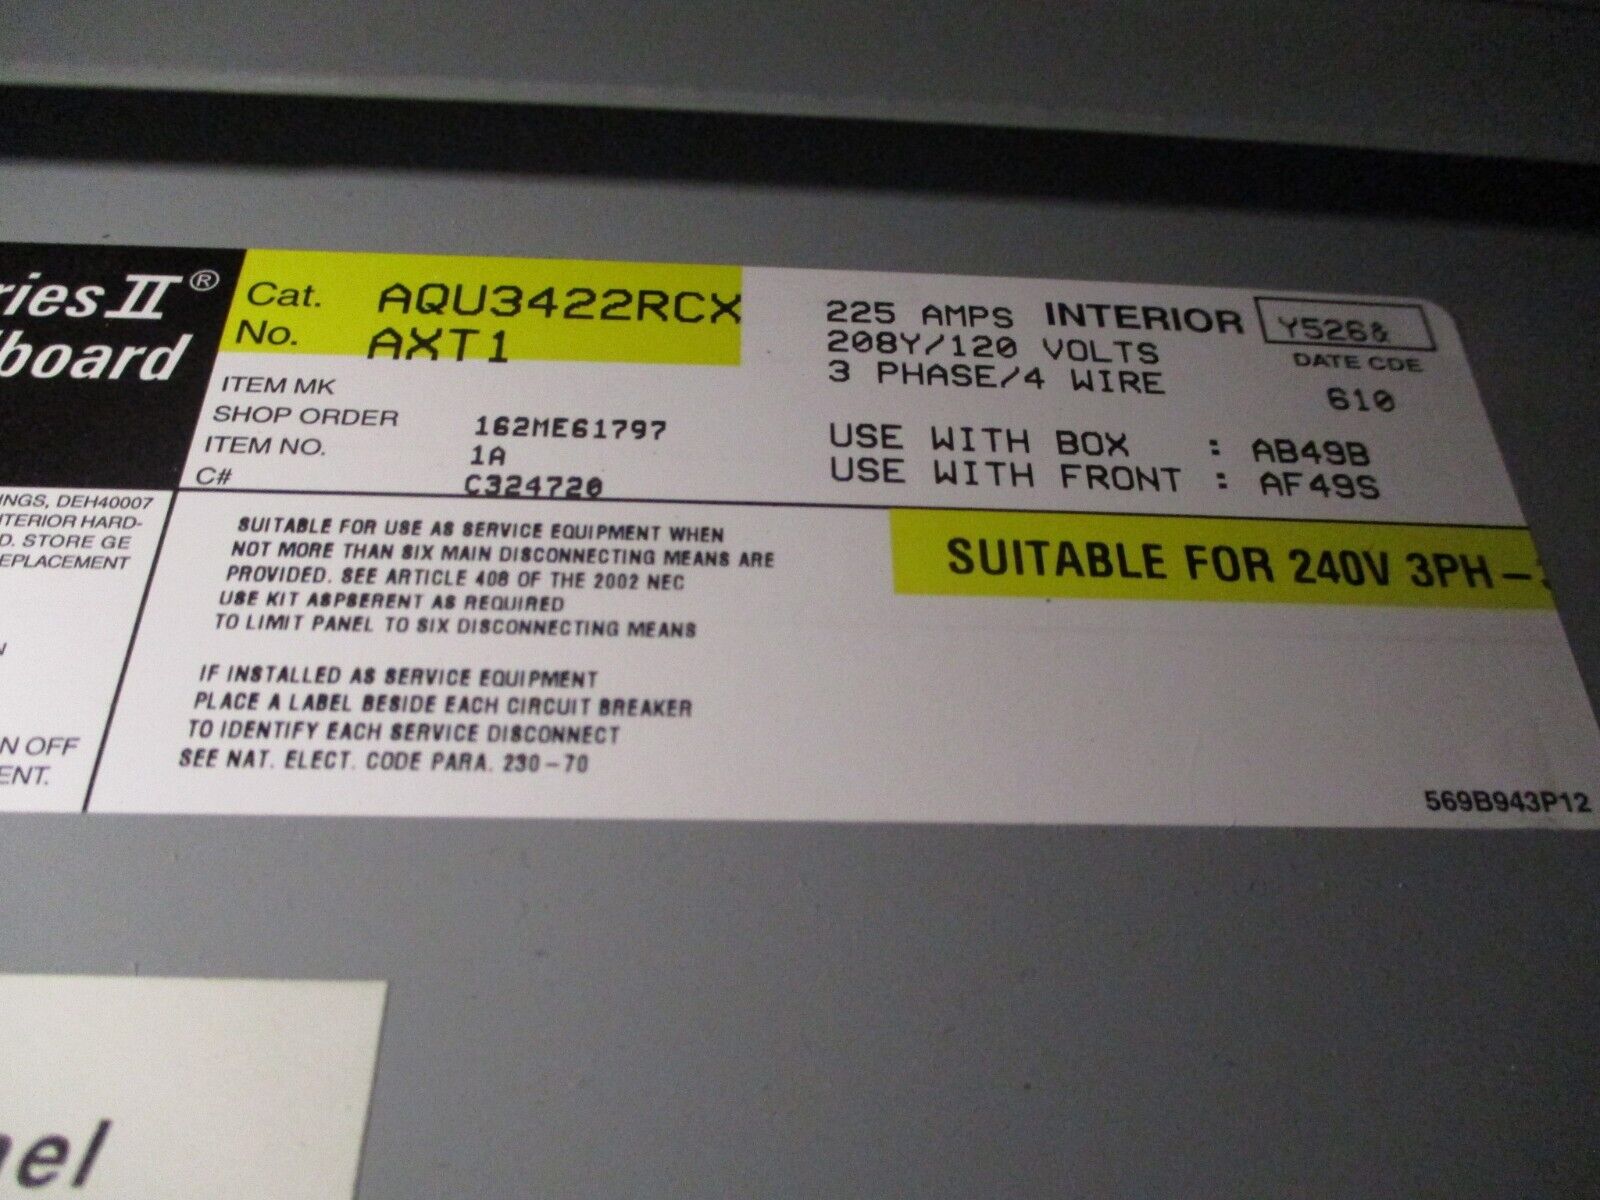 ries II®
board
Cat. No. AQU3422RCX
AXT1
ITEM MK
SHOP ORDER 162ME61797
ITEM NO. 1A
C# C324720
225 AMPS INTERIOR
208Y/120 VOLTS
3 PHASE/4 WIRE
Y526&
DATE CDE
610
USE WITH BOX : AB49B
USE WITH FRONT : AF49S
INGS, DEH40007
TERIOR HARD-
D. STORE GE
EPLACEMENT
N OFF
ENT.
SUITABLE FOR USE AS SERVICE EQUIPMENT WHEN
NOT MORE THAN SIX MAIN DISCONNECTING MEANS ARE
PROVIDED. SEE ARTICLE 408 OF THE 2002 NEC
USE KIT ASPSERENT AS REQUIRED
TO LIMIT PANEL TO SIX DISCONNECTING MEANS
IF INSTALLED AS SERVICE EQUIPMENT
PLACE A LABEL BESIDE EACH CIRCUIT BREAKER
TO IDENTIFY EACH SERVICE DISCONNECT
SEE NAT. ELECT. CODE PARA. 230-70
SUITABLE FOR 240V 3PH-
569B943P12
nel